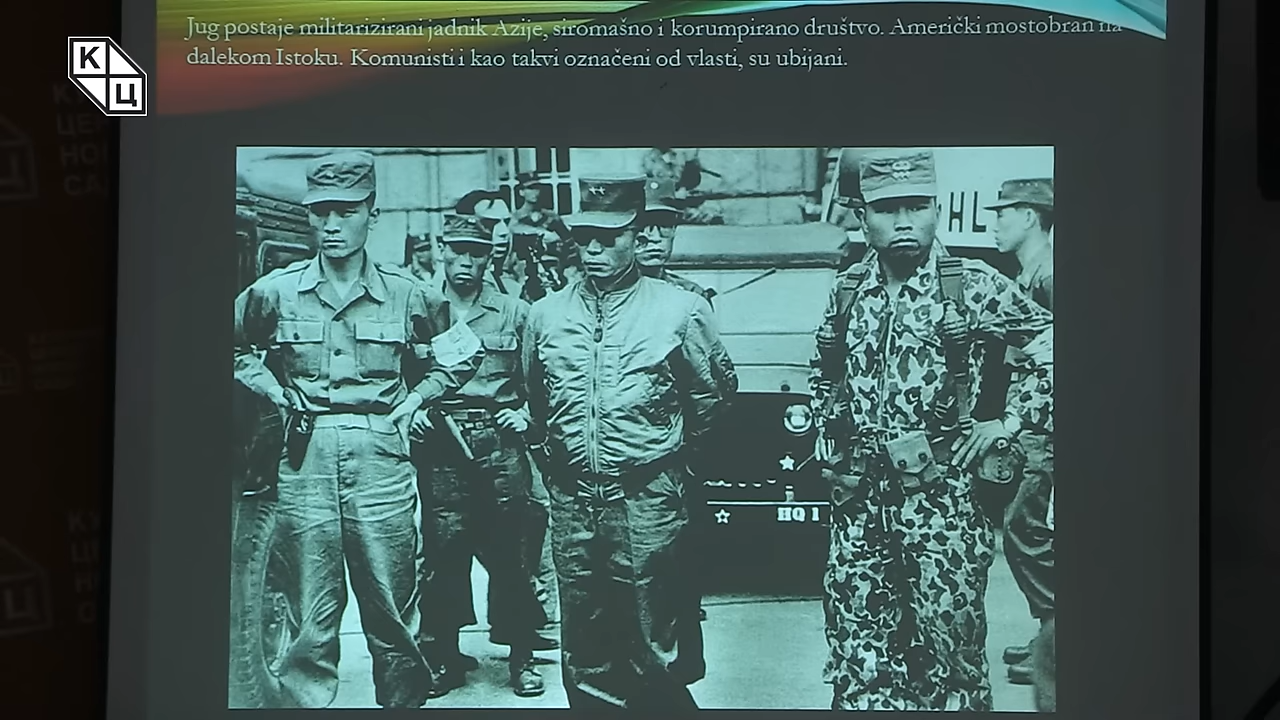 Jug postaje militarizirani jadnik Azije, siromašno i korumpirano društvo. Američki mostobran na
dalekom Istoku. Komunisti i kao takvi označeni od vlasti, su ubijani.
К
Ц
HL
HQ 1